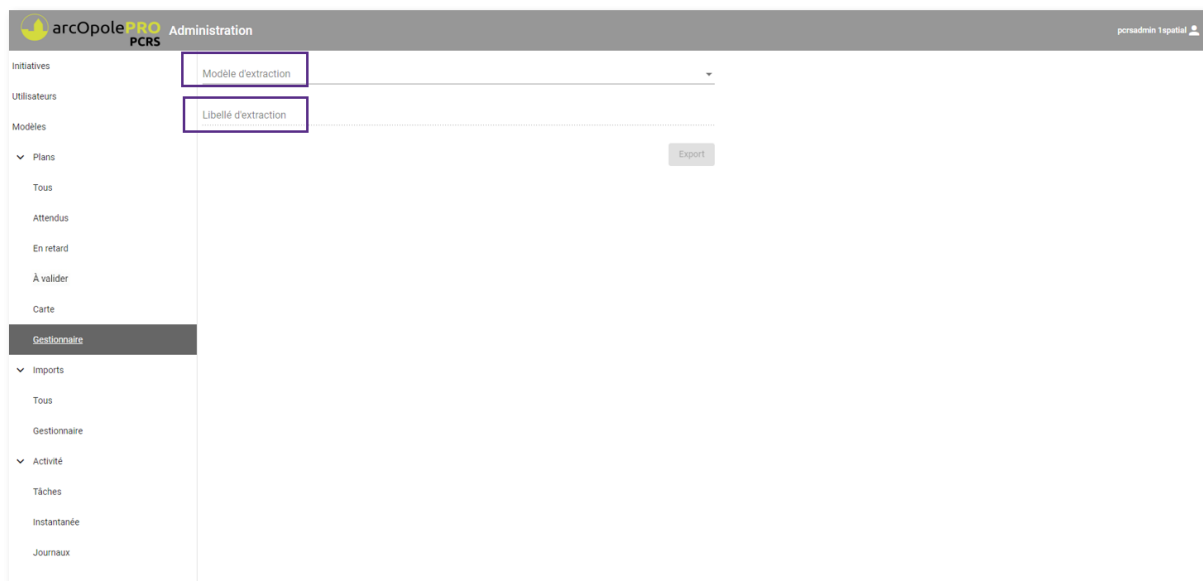 arcOpolePRO
PCRS
Administration
pcrsadmin 1spatial
Initiatives
Utilisateurs
Modèles
Plans
Tous
Attendus
En retard
À valider
Carte
Gestionnaire
Imports
Tous
Gestionnaire
Activité
Tâches
Instantanée
Journaux
Modèle d'extraction
Libellé d'extraction
Export